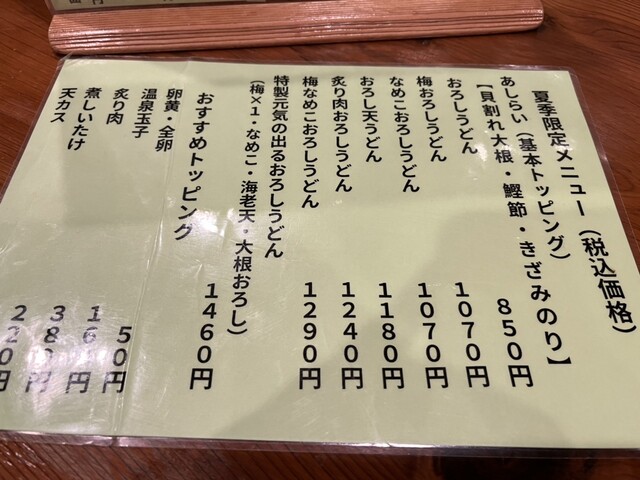 夏季限定メニュー（税込価格）
あしらい（基本トッピング）
【貝割れ大根・鰹節・きざみのり】
おろしうどん　８５０円
梅おろしうどん　１０７０円
なめこおろしうどん　１０７０円
おろし天うどん　１１８０円
炙り肉おろしうどん　１２４０円
梅なめこおろしうどん　１２９０円
特製元気の出るおろしうどん
（梅×１・なめこ・海老天・大根おろし）
１４６０円
おすすめトッピング
卵黄・全卵　５０円
温泉玉子
炙り肉　３８０円
煮しいたけ　２２０円
天カス